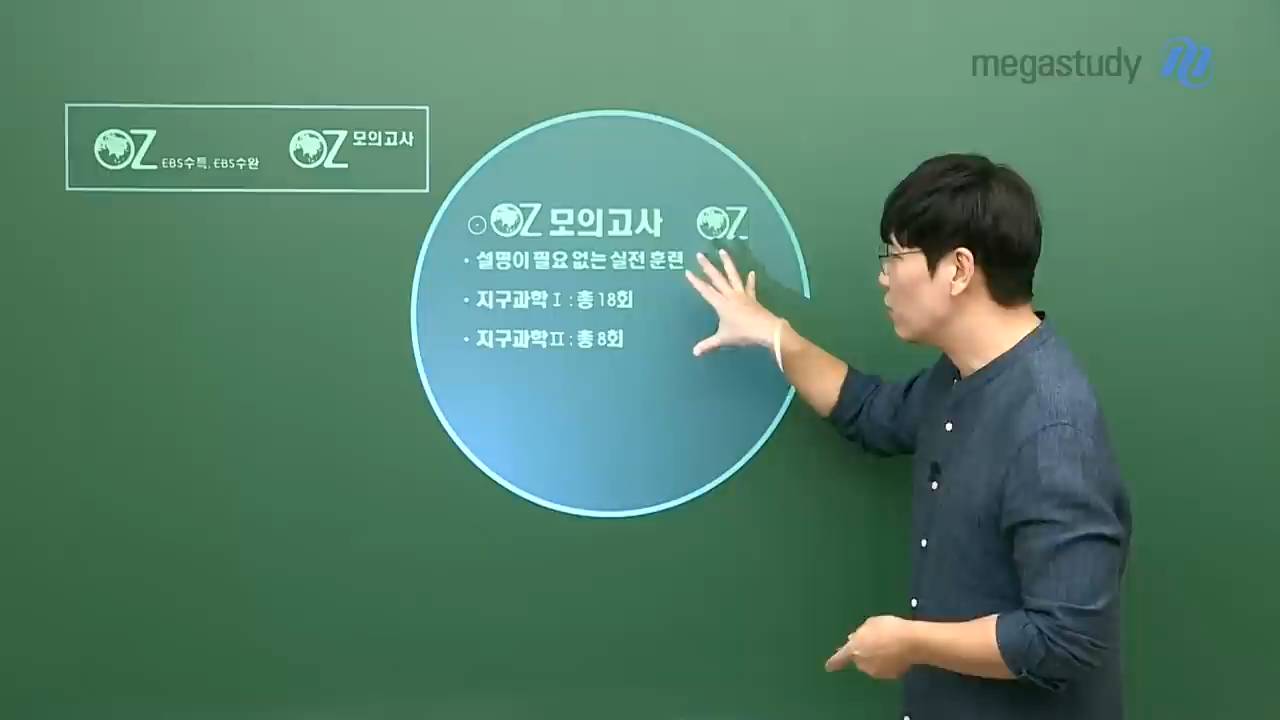 megastudy
OZ EBS수특, EBS수완
OZ 모의고사
⊙ OZ 모의고사 OZ
· 설명이 필요 없는 실전 훈련
· 지구과학Ⅰ : 총 18회
· 지구과학Ⅱ : 총 8회